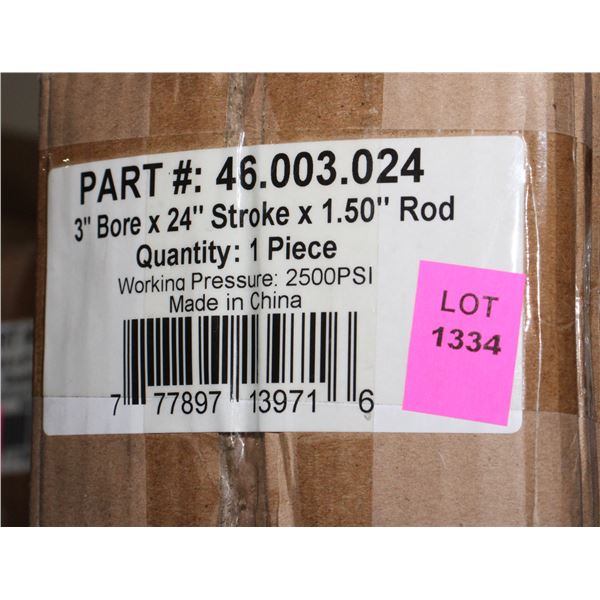 PART #: 46.003.024
3" Bore x 24" Stroke x 1.50" Rod
Quantity: 1 Piece
Working Pressure: 2500PSI
Made in China
7 77897 13971 6
LOT
1334